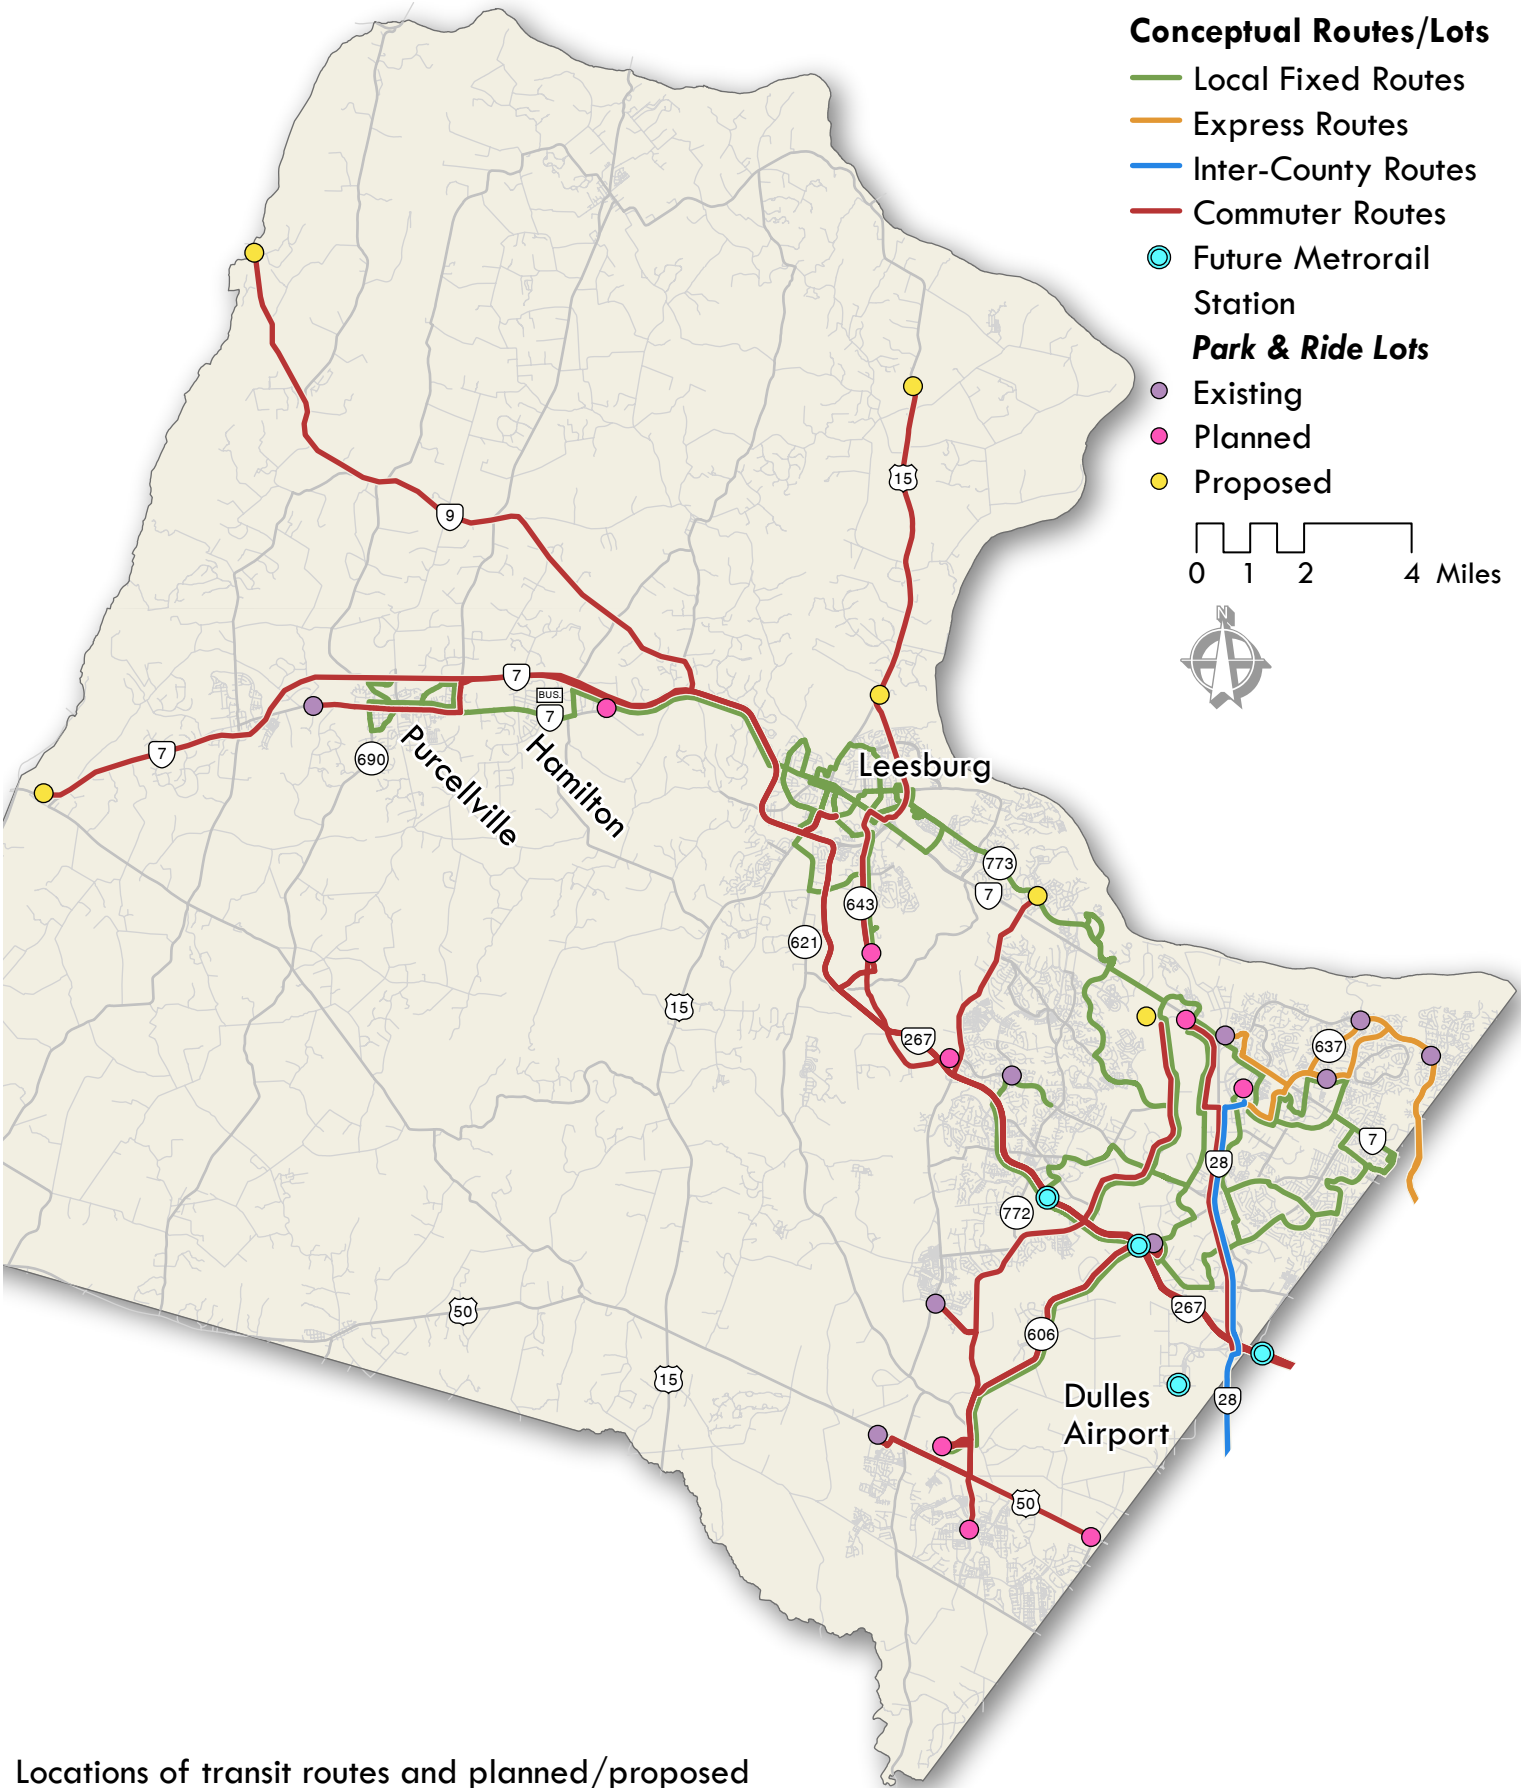 Conceptual Routes/Lots
Local Fixed Routes
Express Routes
Inter-County Routes
Commuter Routes
Future Metrorail
Station
Park & Ride Lots
Existing
Planned
Proposed
0 1 2 4 Miles
N
15
9
7
BUS.
7
7
690
Purcellville
Hamilton
Leesburg
773
7
643
621
15
267
637
7
28
772
267
50
606
15
Dulles
Airport
28
50
Locations of transit routes and planned/proposed